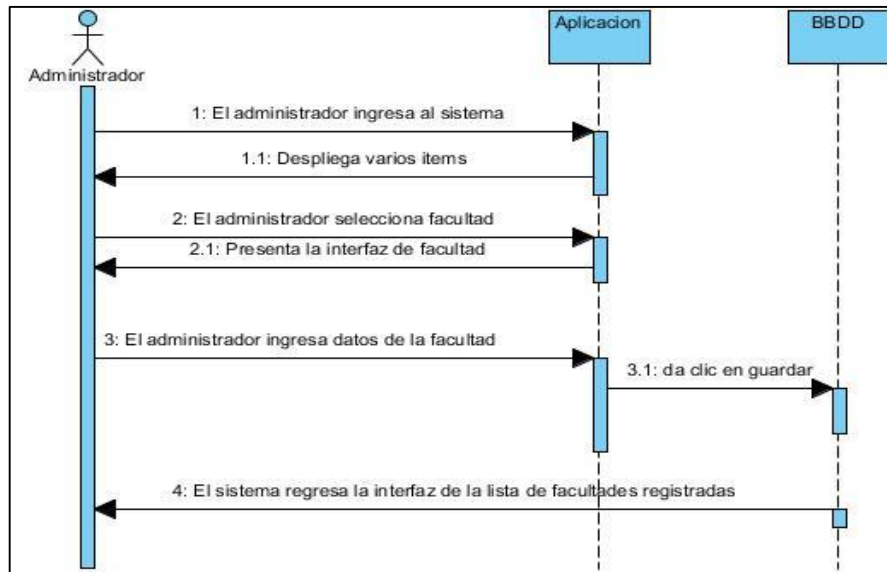 Aplicacion
BBDD
Administrador
1: El administrador ingresa al sistema
1.1: Despliega varios items
2: El administrador selecciona facultad
2.1: Presenta la interfaz de facultad
3: El administrador ingresa datos de la facultad
3.1: da clic en guardar
4: El sistema regresa la interfaz de la lista de facultades registradas